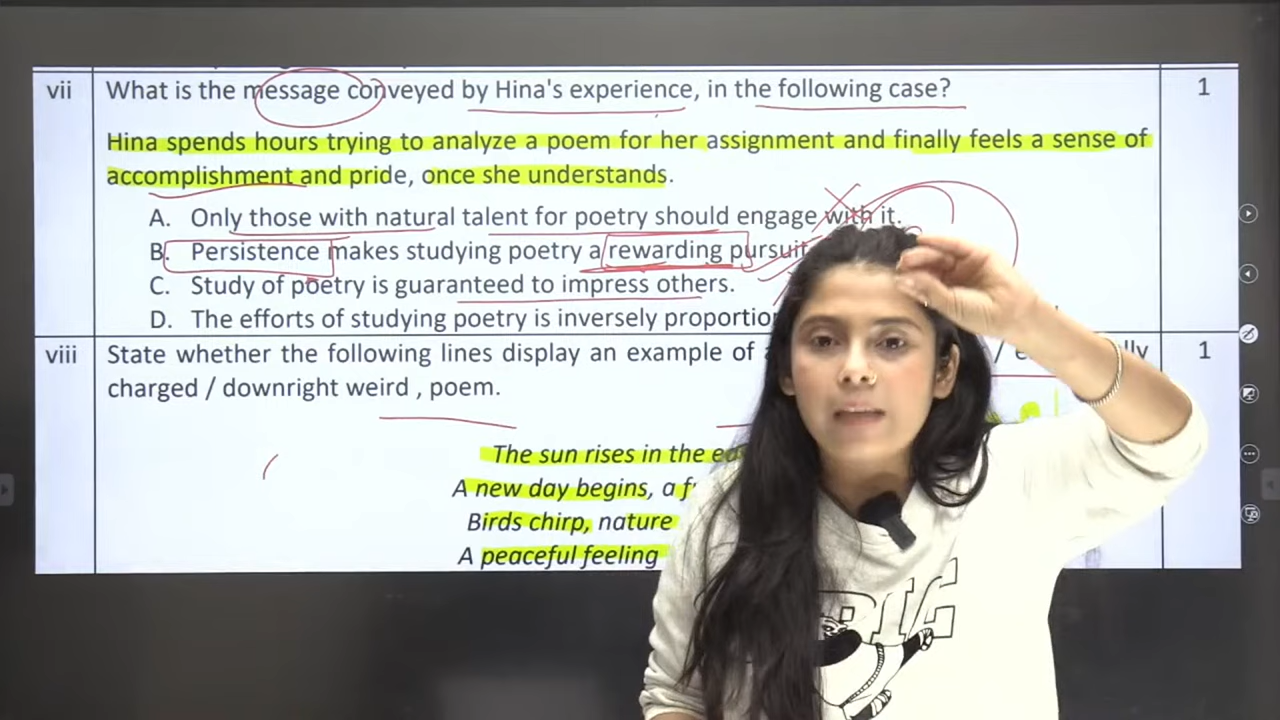 vii What is the message conveyed by Hina's experience, in the following case? 1
Hina spends hours trying to analyze a poem for her assignment and finally feels a sense of
accomplishment and pride, once she understands.
A. Only those with natural talent for poetry should engage with it.
B. Persistence makes studying poetry a rewarding pursuit
C. Study of poetry is guaranteed to impress others.
D. The efforts of studying poetry is inversely
viii State whether the following lines display an example of / 1
charged / downright weird , poem.
The sun rises in the
A new day begins, a
Birds chirp, nature
A peaceful feeling